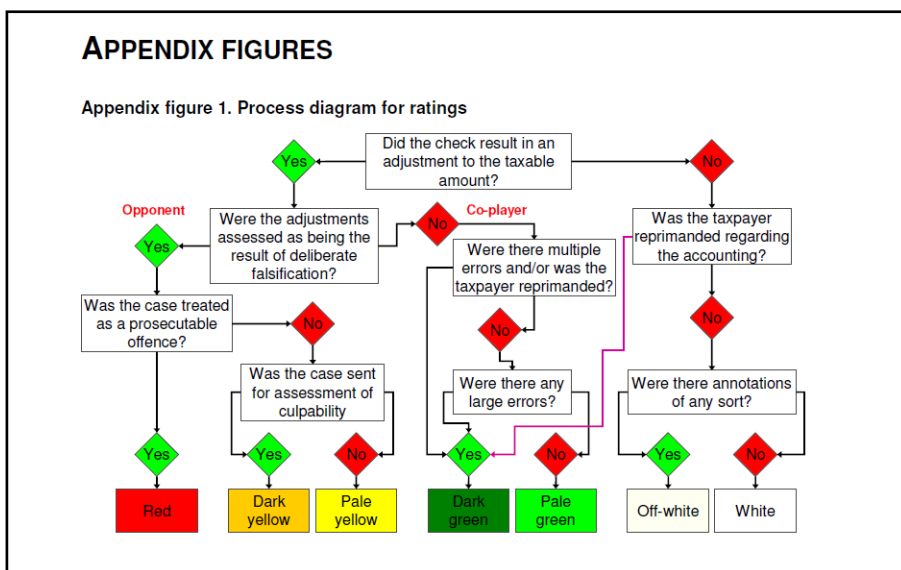 APPENDIX FIGURES
Appendix figure 1. Process diagram for ratings
Did the check result in an
adjustment to the taxable
amount?
Yes
No
Opponent
Were the adjustments
assessed as being the
result of deliberate
falsification?
Yes
No
Co-player
Were there multiple
errors and/or was the
taxpayer reprimanded?
Was the taxpayer
reprimanded regarding
the accounting?
Was the case treated
as a prosecutable
offence?
No
No
No
Was the case sent
for assessment of
culpability
Were there any
large errors?
Were there annotations
of any sort?
Yes
Yes
No
Yes
No
Yes
No
Red
Dark
yellow
Pale
yellow
Dark
green
Pale
green
Off-white
White